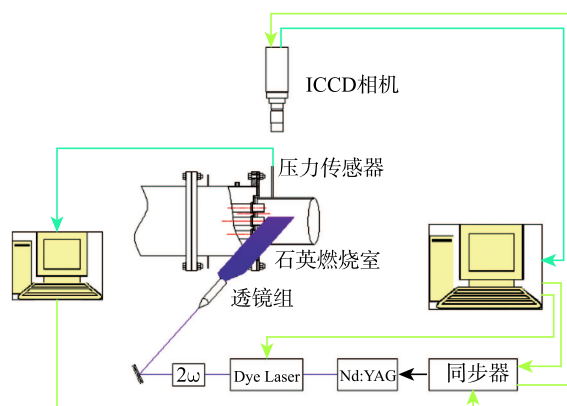 ICCD相机
压力传感器
石英燃烧室
透镜组
2ω
Dye Laser
Nd:YAG
同步器